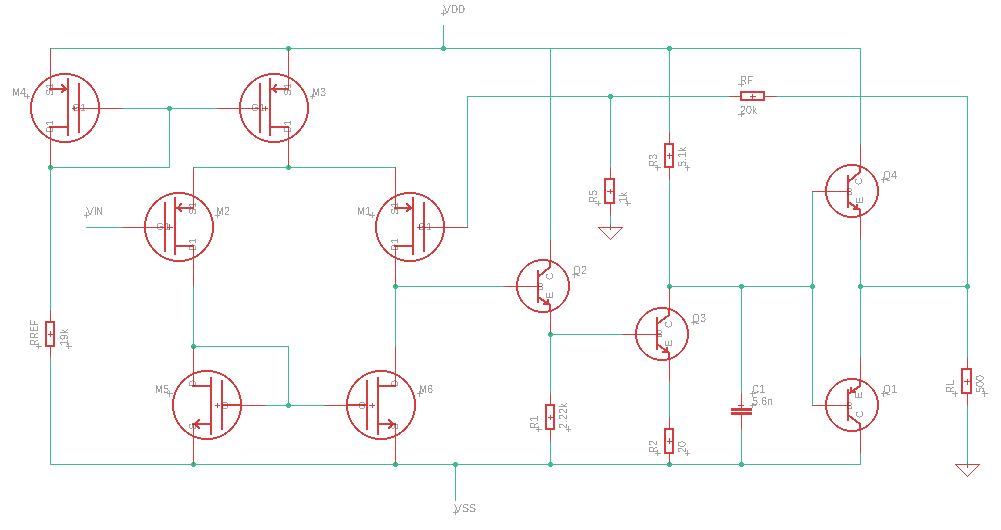 VDD
M4
S1
G1
D1
M3
S1
G1
D1
RF
20k
R3
5.1k
R5
1k
Q4
C
B
E
VIN
M2
S1
G1
D1
M1
S1
G1
D1
Q2
C
B
E
Q3
C
B
E
RREF
19k
M5
D
G
S
M6
D
G
S
R1
2.22k
R2
20
C1
5.6n
Q1
E
B
C
RL
500
VSS